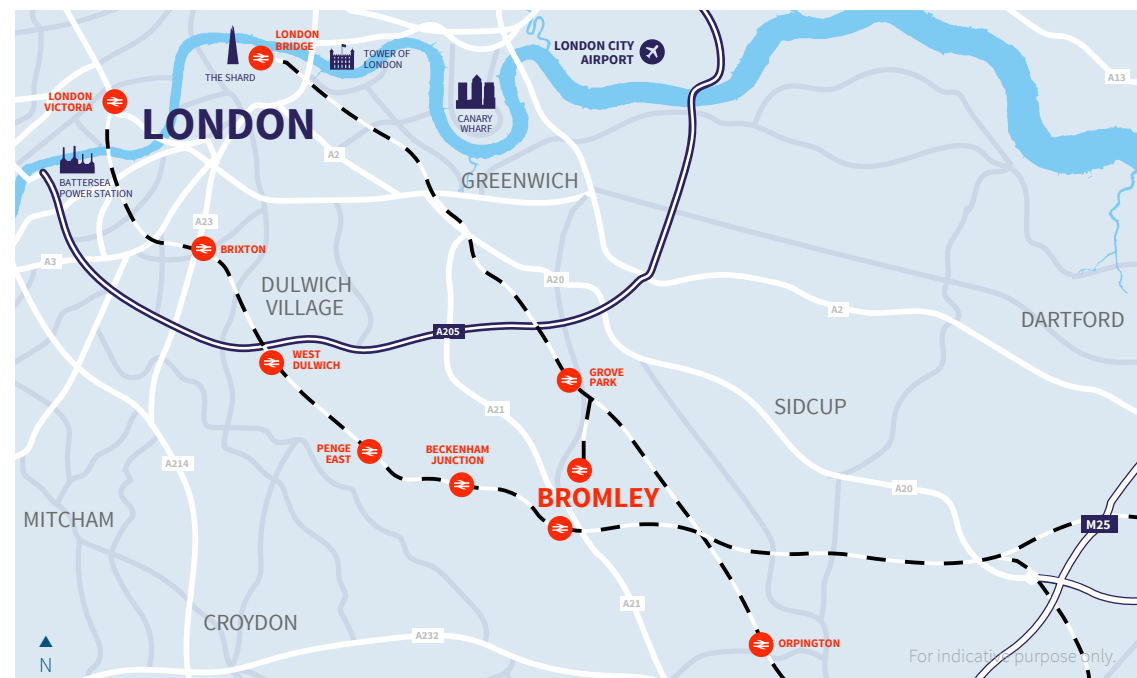 LONDON
BRIDGE
LONDON CITY
AIRPORT
TOWER OF
LONDON
THE SHARD
A13
LONDON
VICTORIA
LONDON
CANARY
WHARF
A2
BATTERSEA
POWER STATION
GREENWICH
A23
BRIXTON
A3
DULWICH
VILLAGE
A20
A2
DARTFORD
A205
WEST
DULWICH
GROVE
PARK
A21
SIDCUP
PENGE
EAST
BECKENHAM
JUNCTION
A214
A20
BROMLEY
MITCHAM
M25
A21
CROYDON
A232
ORPINGTON
N
For indicative purpose only.